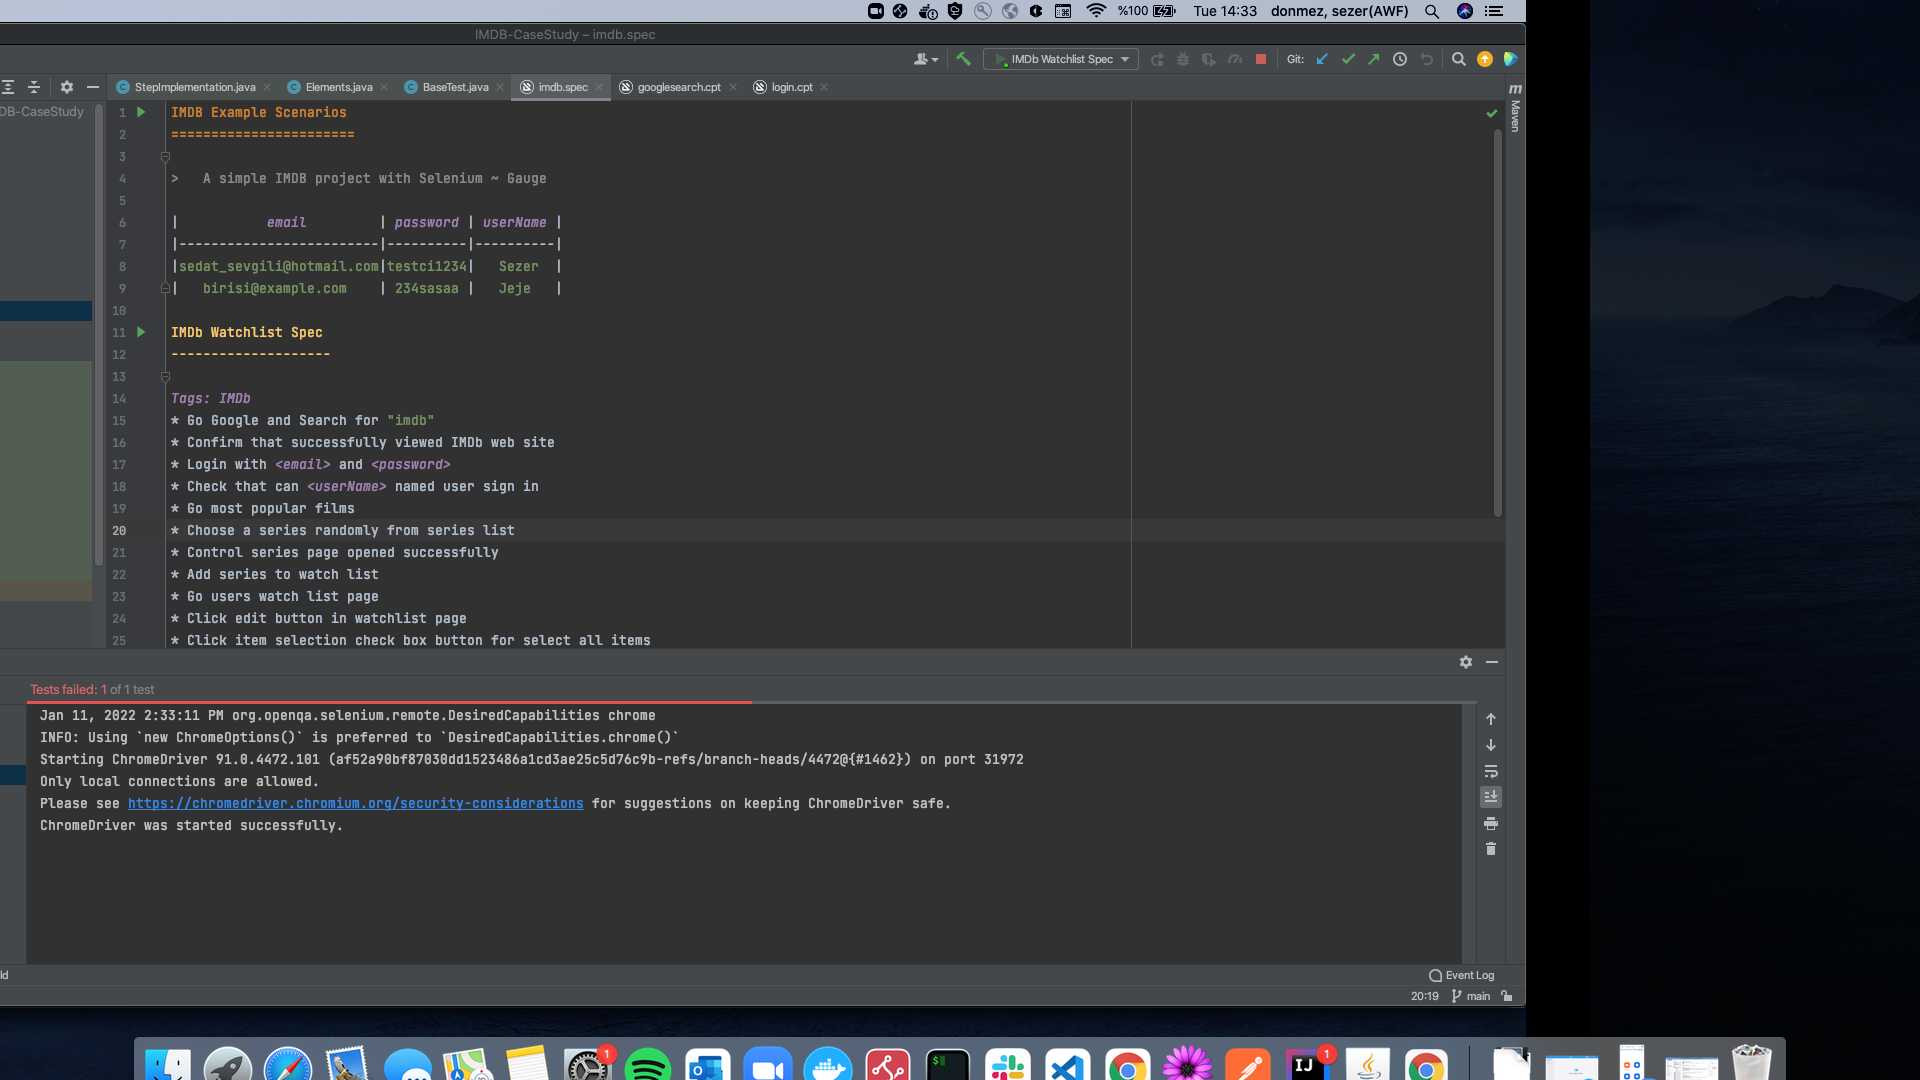 %100
Tue 14:33
donmez, sezer(AWF)
IMDB-CaseStudy – imdb.spec
IMDb Watchlist Spec
Git:
StepImplementation.java
Elements.java
BaseTest.java
imdb.spec
googlesearch.cpt
login.cpt
m
Maven
DB-CaseStudy
1 IMDB Example Scenarios
2 =======================
3
4 > A simple IMDB project with Selenium ~ Gauge
5
6 | email | password | userName |
7 |-------------------------|----------|----------|
8 |sedat_sevgili@hotmail.com|testci1234| Sezer |
9 | birisi@example.com | 234sasaa | Jeje |
10
11 IMDb Watchlist Spec
12 --------------------
13
14 Tags: IMDb
15 * Go Google and Search for "imdb"
16 * Confirm that successfully viewed IMDb web site
17 * Login with <email> and <password>
18 * Check that can <userName> named user sign in
19 * Go most popular films
20 * Choose a series randomly from series list
21 * Control series page opened successfully
22 * Add series to watch list
23 * Go users watch list page
24 * Click edit button in watchlist page
25 * Click item selection check box button for select all items
Tests failed: 1 of 1 test
Jan 11, 2022 2:33:11 PM org.openqa.selenium.remote.DesiredCapabilities chrome
INFO: Using `new ChromeOptions()` is preferred to `DesiredCapabilities.chrome()`
Starting ChromeDriver 91.0.4472.101 (af52a90bf87030dd1523486a1cd3ae25c5d76c9b-refs/branch-heads/4472@{#1462}) on port 31972
Only local connections are allowed.
Please see https://chromedriver.chromium.org/security-considerations for suggestions on keeping ChromeDriver safe.
ChromeDriver was started successfully.
ld
Event Log
20:19
main
1
1
IJ
$